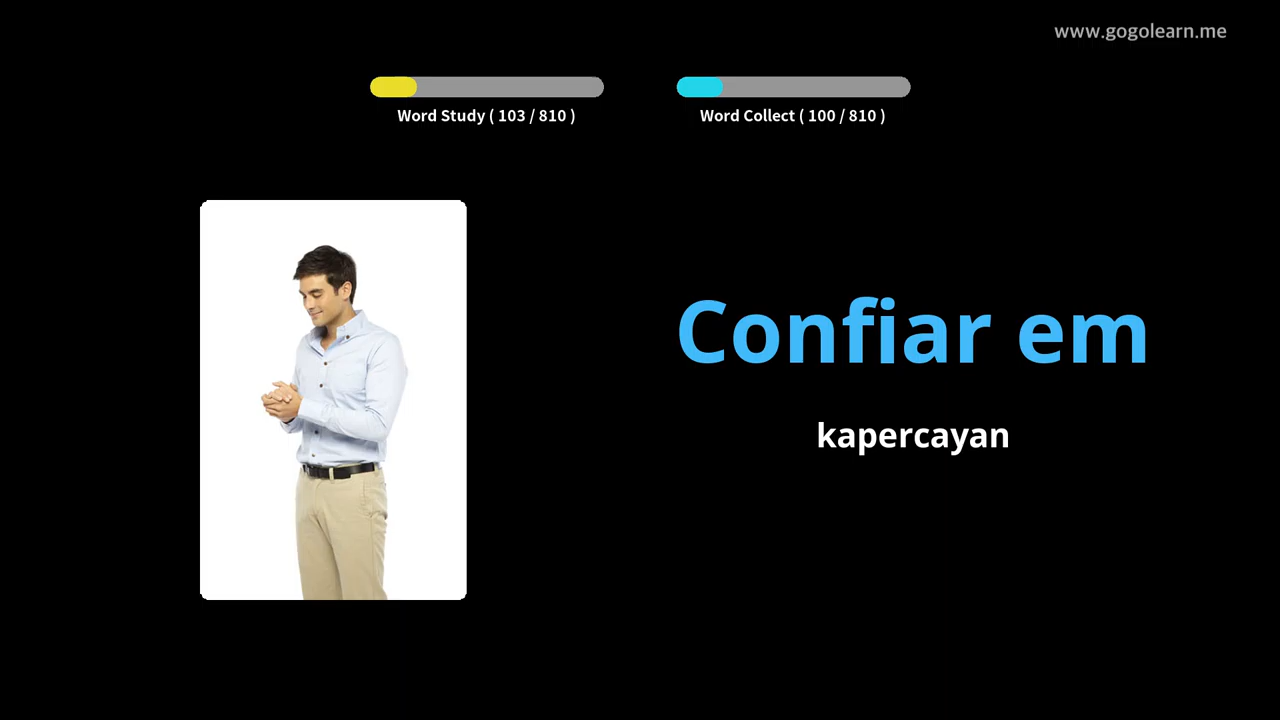 www.gogolearn.me
Word Study ( 103 / 810 )
Word Collect ( 100 / 810 )
Confiar em
kapercayan